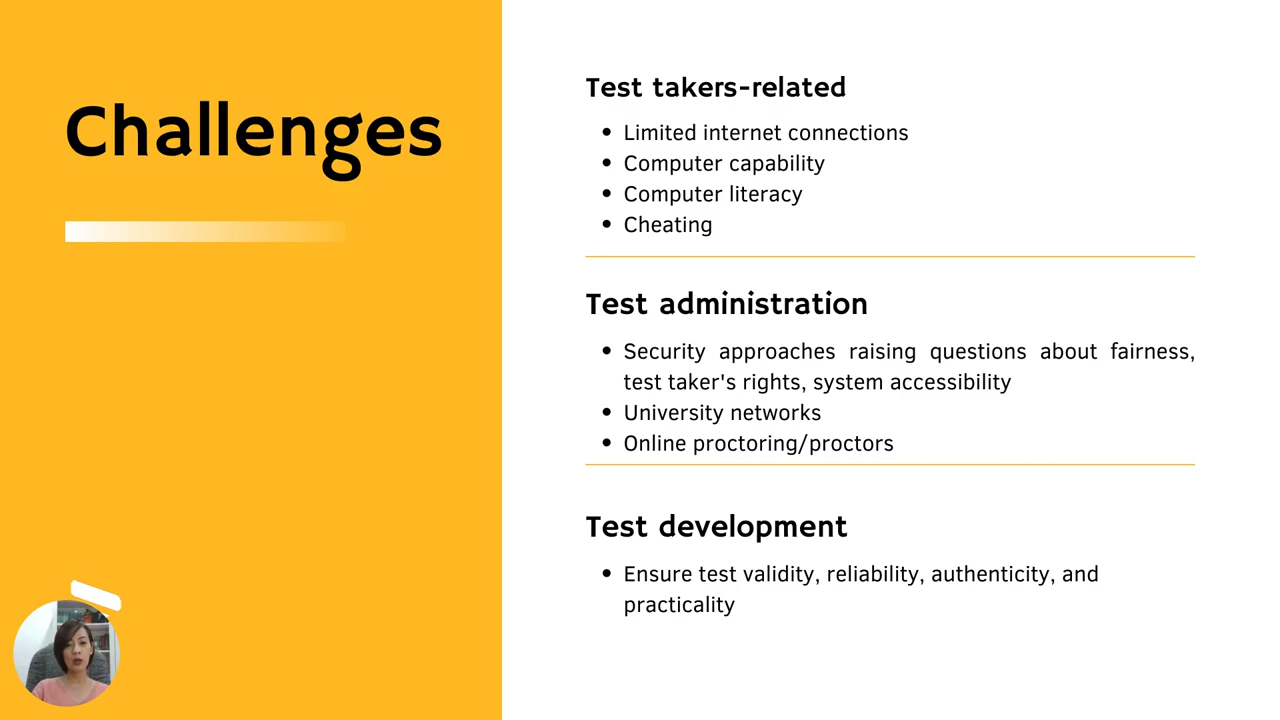 Challenges
Test takers-related
• Limited internet connections
• Computer capability
• Computer literacy
• Cheating
Test administration
• Security approaches raising questions about fairness,
test taker's rights, system accessibility
• University networks
• Online proctoring/proctors
Test development
• Ensure test validity, reliability, authenticity, and
practicality